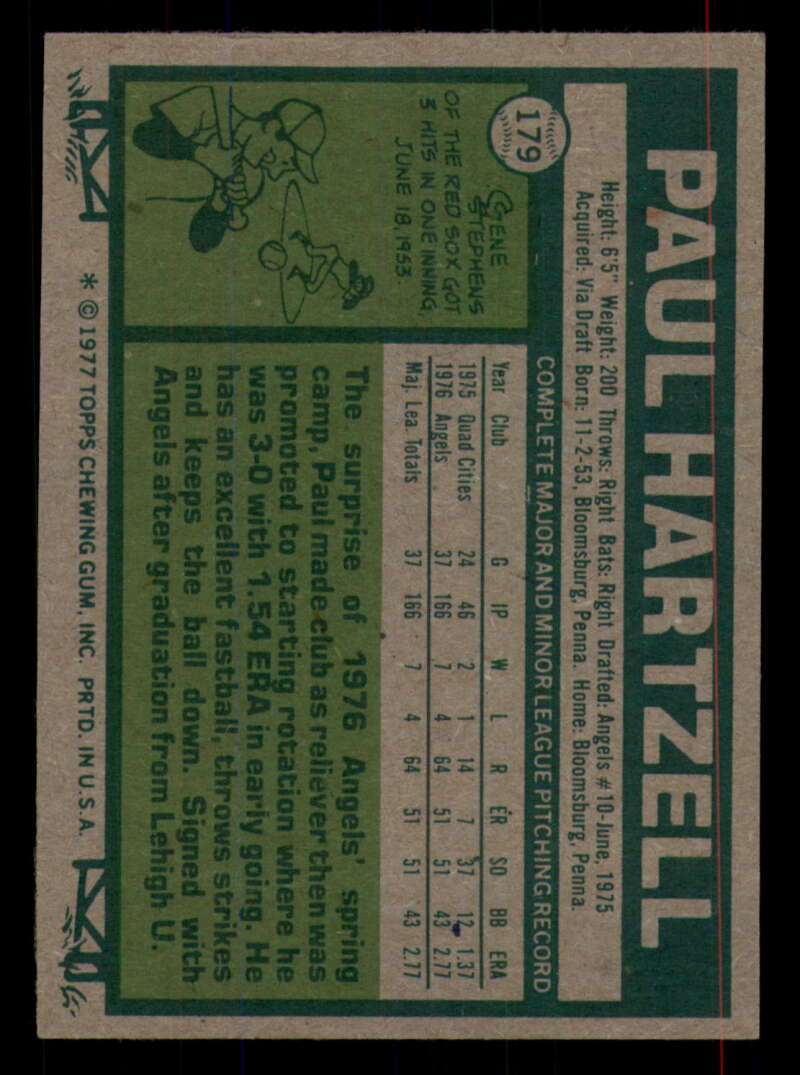 PAUL HARTZELL
Height: 6'5" Weight: 200 Throws: Right Bats: Right Drafted: Angels #10-June, 1975
Acquired: Via Draft Born: 11-2-53, Bloomsburg, Penna. Home: Bloomsburg, Penna.
179
COMPLETE MAJOR AND MINOR LEAGUE PITCHING RECORD
Year Club G IP W L R ER SO BB ERA
1975 Quad Cities 24 46 2 1 14 7 37 12 1.37
1976 Angels 37 166 7 4 64 51 51 43 2.77
Maj. Lea. Totals 37 166 7 4 64 51 51 43 2.77
GENE
STEPHENS
OF THE RED SOX GOT
3 HITS IN ONE INNING,
JUNE 18, 1953.
The surprise of 1976 Angels' spring
camp, Paul made club as reliever then was
promoted to starting rotation where he
was 3-0 with 1.54 ERA in early going. He
has an excellent fastball, throws strikes
and keeps the ball down. Signed with
Angels after graduation from Lehigh U.
* © 1977 TOPPS CHEWING GUM, INC. PRTD. IN U.S.A.